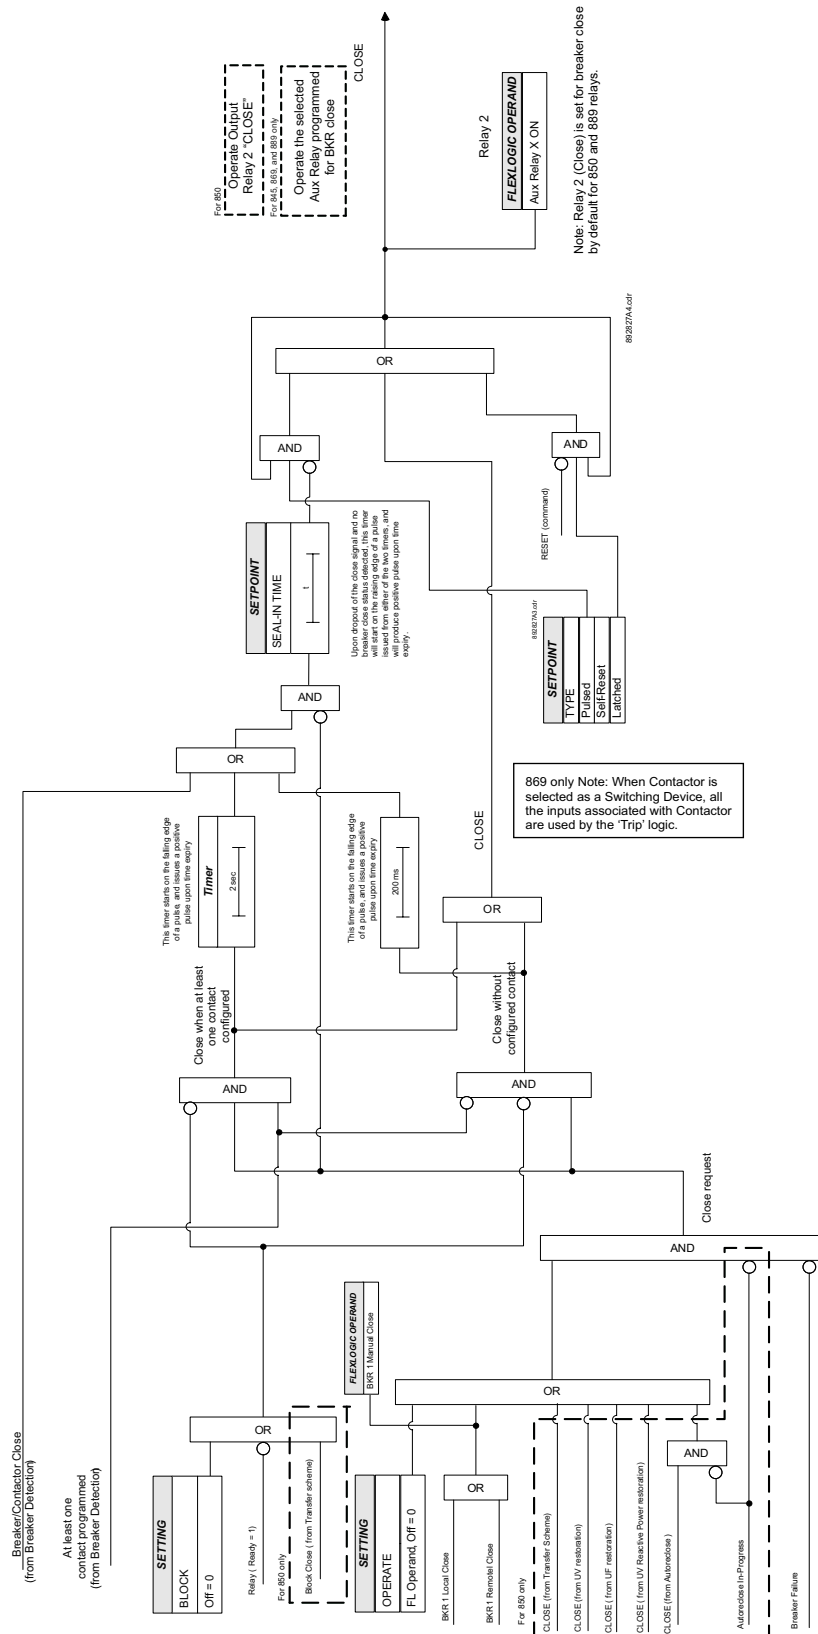 Breaker/Contactor Close
(from Breaker Detection)
At least one
contact programmed
(from Breaker Detection)
SETTING
BLOCK
Off = 0
Relay ( Ready = 1)
For 850 only
Block Close ( from Transfer scheme)
OR
FLEXLOGIC OPERAND
BKR 1 Manual Close
SETTING
OPERATE
FL Operand, Off = 0
BKR 1 Local Close
BKR1 Remotel Close
OR
For 850 only
CLOSE (from Transfer Scheme)
CLOSE (from UV restoration)
CLOSE ( from UF restoration)
CLOSE ( from UV Reactive Power restoration)
CLOSE (from Autoreclose )
AND
Autoreclose In-Progress
Breaker Failure
OR
AND
Close request
AND
AND
Close when at least
one contact
configured
Close without
configured contact
This timer starts on the falling edge
of a pulse, and issues a positive
pulse upon time expiry
Timer
2 sec
This timer starts on the falling edge
of a pulse, and issues a positive
pulse upon time expiry
200 ms
OR
CLOSE
OR
AND
869 only Note: When Contactor is
selected as a Switching Device, all
the inputs associated with Contactor
are used by the 'Trip' logic.
SETPOINT
SEAL-IN TIME
t
Upon dropout of the close signal and no
breaker close status detected, this timer
will start on the raising edge of a pulse
issued from either of the two timers, and
will produce positive pulse upon time
expiry.
892827A3.cdr
SETPOINT
TYPE
Pulsed
Self-Reset
Latched
RESET (command)
AND
AND
OR
892827A4.cdr
For 850
Operate Output
Relay 2 “CLOSE”
For 845, 869, and 889 only
Operate the selected
Aux Relay programmed
for BKR close
CLOSE
Relay 2
FLEXLOGIC OPERAND
Aux Relay X ON
Note: Relay 2 (Close) is set for breaker close
by default for 850 and 889 relays.